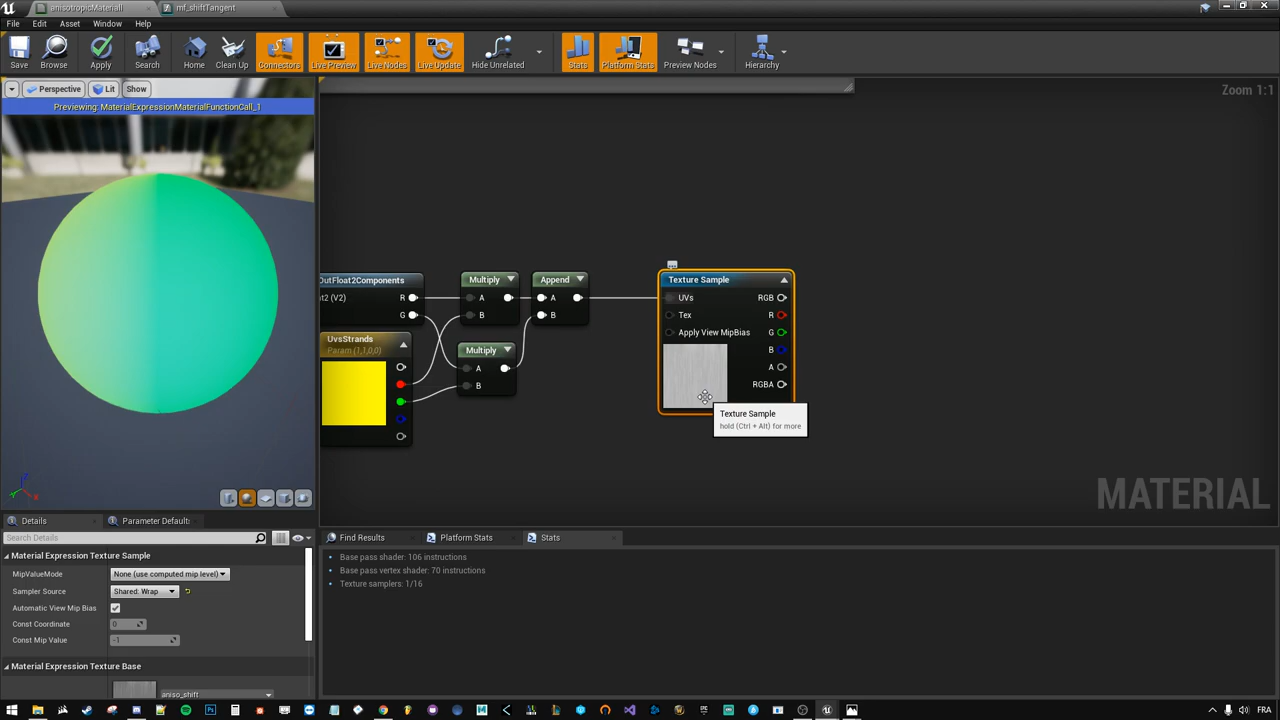 anisotropicMaterial
mf_shiftTangent
File Edit Asset Window Help
Save Browse Apply Search Home Clean Up Connectors Live Preview Live Nodes Live Update Hide Unrelated Stats Platform Stats Preview Nodes Hierarchy
Perspective Lit Show
Previewing: MaterialExpressionMaterialFunctionCall_1
Zoom 1:1
OutFloat2Components
t2 (V2) R
G
Multiply
A
B
Append
A
B
UvsStrands
Param (1,1,0,0)
Multiply
A
B
Texture Sample
UVs RGB
Tex R
Apply View MipBias G
B
A
RGBA
Texture Sample
hold (Ctrl + Alt) for more
MATERIAL
Details Parameter Default
Search Details
Material Expression Texture Sample
MipValueMode None (use computed mip level)
Sampler Source Shared: Wrap
Automatic View Mip Bias
Const Coordinate 0
Const Mip Value -1
Material Expression Texture Base
aniso_shift
Find Results Platform Stats Stats
Base pass shader: 106 instructions
Base pass vertex shader: 70 instructions
Texture samplers: 1/16
FRA